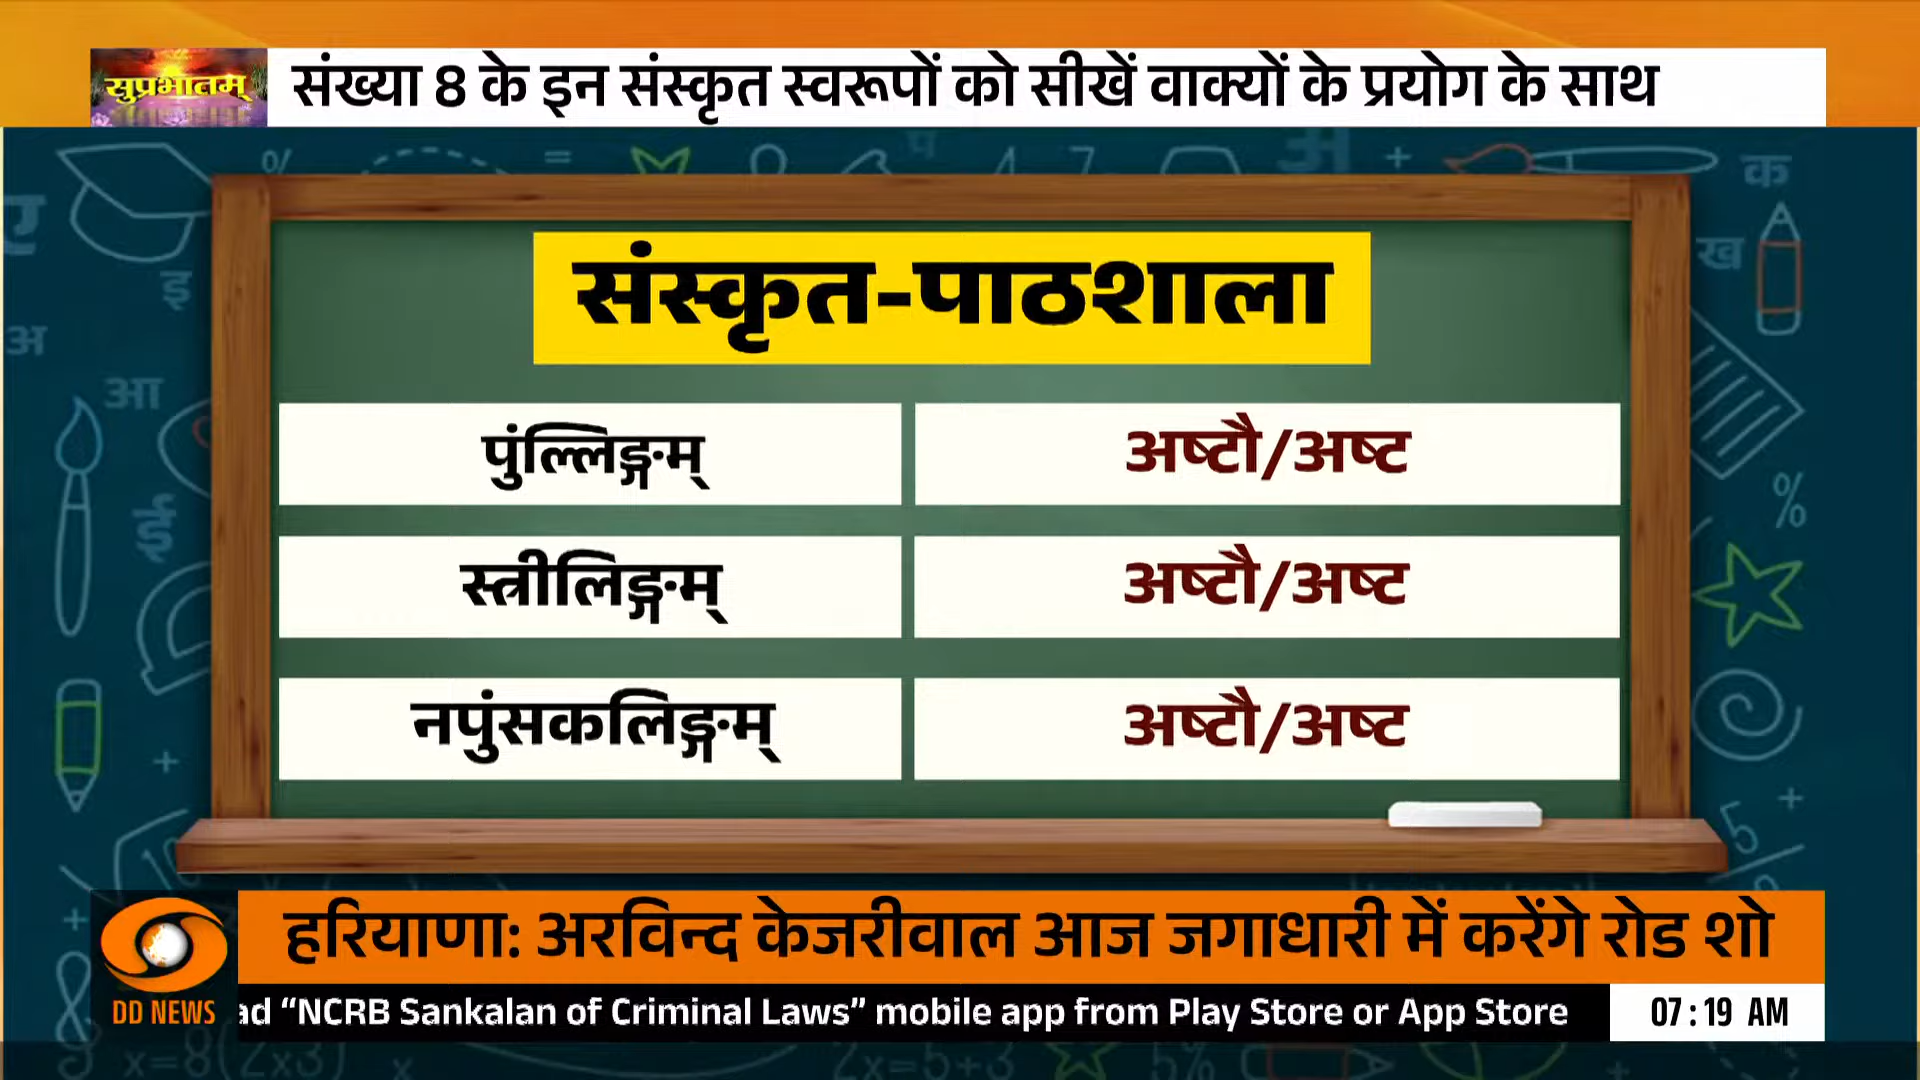 सुप्रभातम्
संख्या 8 के इन संस्कृत स्वरूपों को सीखें वाक्यों के प्रयोग के साथ
संस्कृत-पाठशाला
पुंल्लिङ्गम् अष्टौ/अष्ट
स्त्रीलिङ्गम् अष्टौ/अष्ट
नपुंसकलिङ्गम् अष्टौ/अष्ट
हरियाणा: अरविन्द केजरीवाल आज जगाधारी में करेंगे रोड शो
DD NEWS
ad “NCRB Sankalan of Criminal Laws” mobile app from Play Store or App Store
07:19 AM